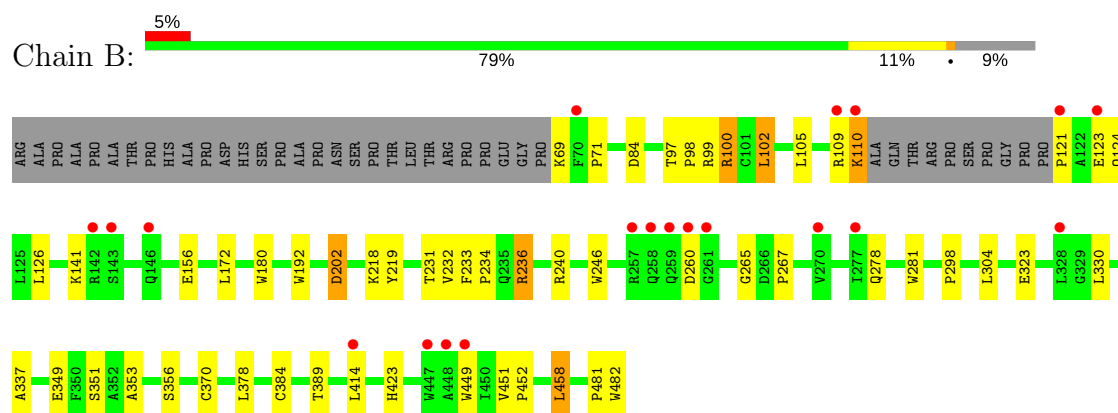 5%
Chain B:
79% 11% • 9%
ARG ALA PRO ALA PRO ALA THR PRO HIS ALA PRO ASP HIS SER PRO ALA PRO ASN SER PRO THR LEU THR ARG PRO PRO GLU GLY PRO K69 F70 P71 D84 T97 P98 R99 R100 C101 L102 L105 R109 K110 ALA GLN THR ARG PRO SER PRO GLY PRO PRO P121 A122 E123 Q124
L125 L126 K141 R142 S143 Q146 E156 L172 W180 W192 D202 K218 Y219 T231 V232 F233 P234 Q235 R236 R240 W246 R257 Q258 Q259 D260 G261 G265 D266 P267 V270 I277 Q278 W281 P298 L304 E323 L328 G329 L330
A337 E349 F350 S351 A352 A353 S356 C370 L378 C384 T389 L414 H423 W447 A448 W449 I450 V451 P452 L458 P481 W482